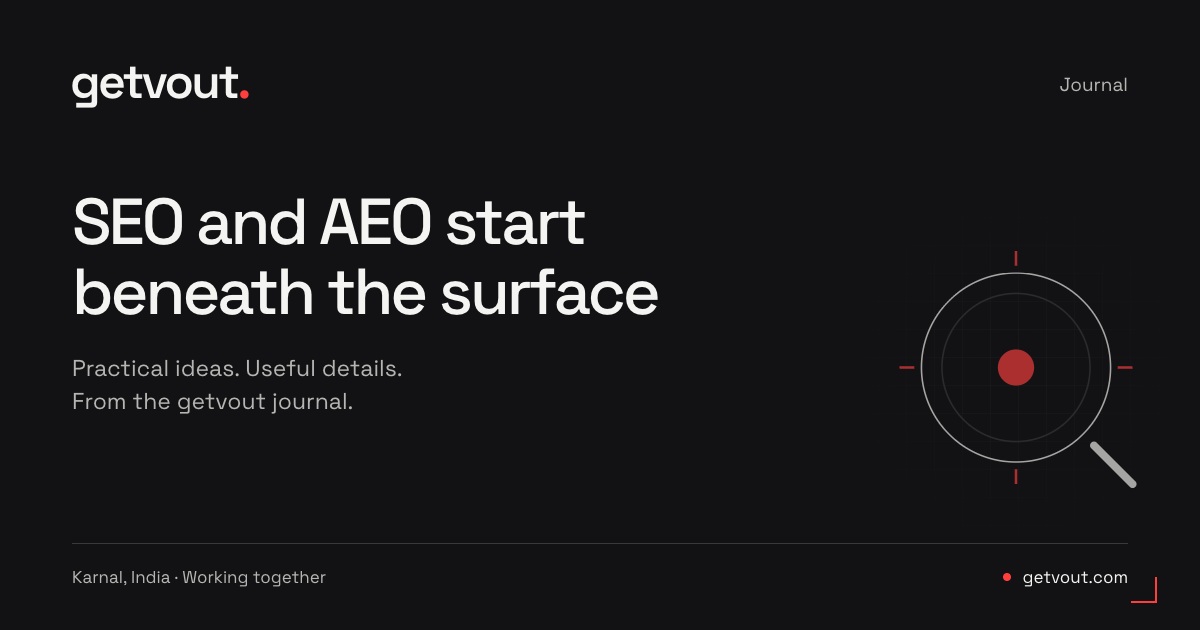 getvout.
Journal
SEO and AEO start
beneath the surface
Practical ideas. Useful details.
From the getvout journal.
Karnal, India · Working together
getvout.com